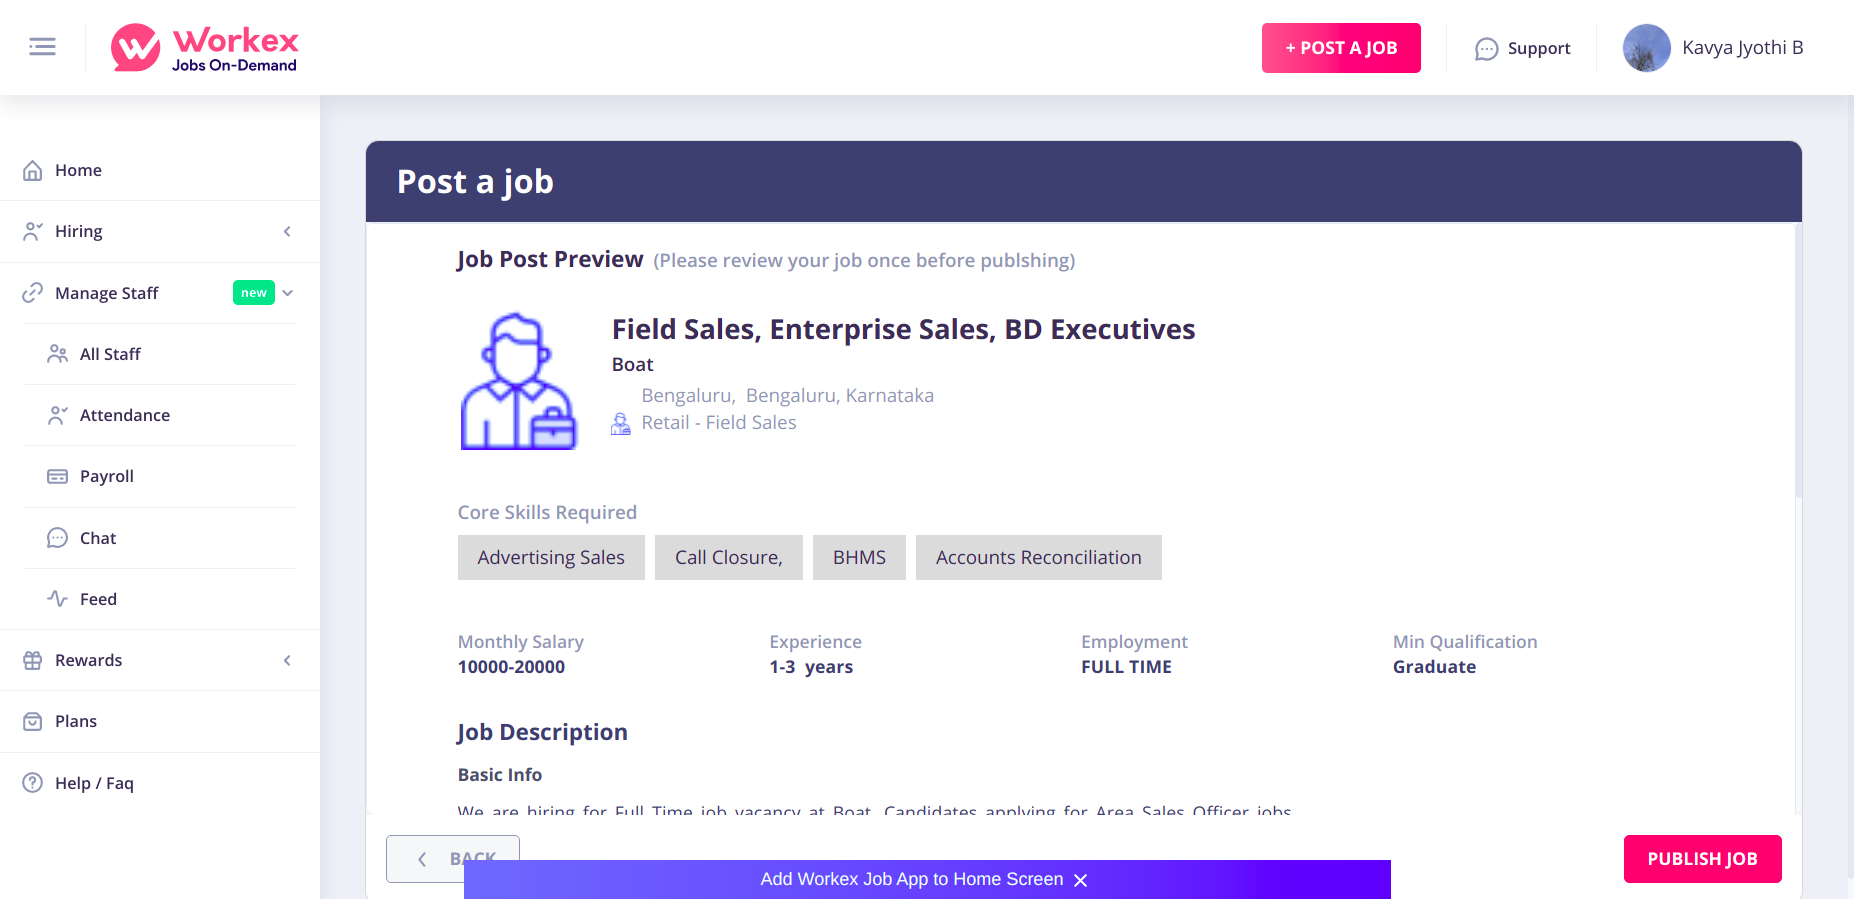 Workex
Jobs On-Demand
+ POST A JOB
Support
Kavya Jyothi B
Home
Hiring
Manage Staff new
All Staff
Attendance
Payroll
Chat
Feed
Rewards
Plans
Help / Faq
Post a job
Job Post Preview (Please review your job once before publshing)
Field Sales, Enterprise Sales, BD Executives
Boat
Bengaluru, Bengaluru, Karnataka
Retail - Field Sales
Core Skills Required
Advertising Sales Call Closure, BHMS Accounts Reconciliation
Monthly Salary Experience Employment Min Qualification
10000-20000 1-3 years FULL TIME Graduate
Job Description
Basic Info
We are hiring for Full Time job vacancy at Boat. Candidates applying for Area Sales Officer jobs
BACK
PUBLISH JOB
Add Workex Job App to Home Screen